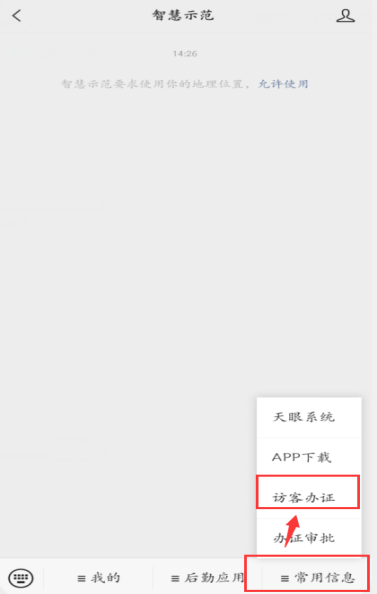 智慧示范
14:26
智慧示范要求使用你的地理位置，允许使用
天眼系统
APP下载
访客办证
办证审批
我的
后勤应用
常用信息